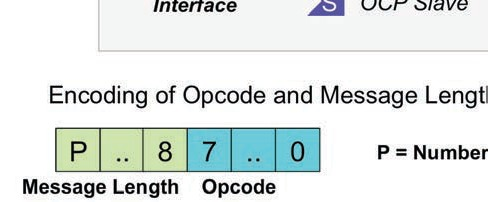 Interface
S OCP Slave
Encoding of Opcode and Message Lengt
P .. 8 7 .. 0
P = Number
Message Length Opcode